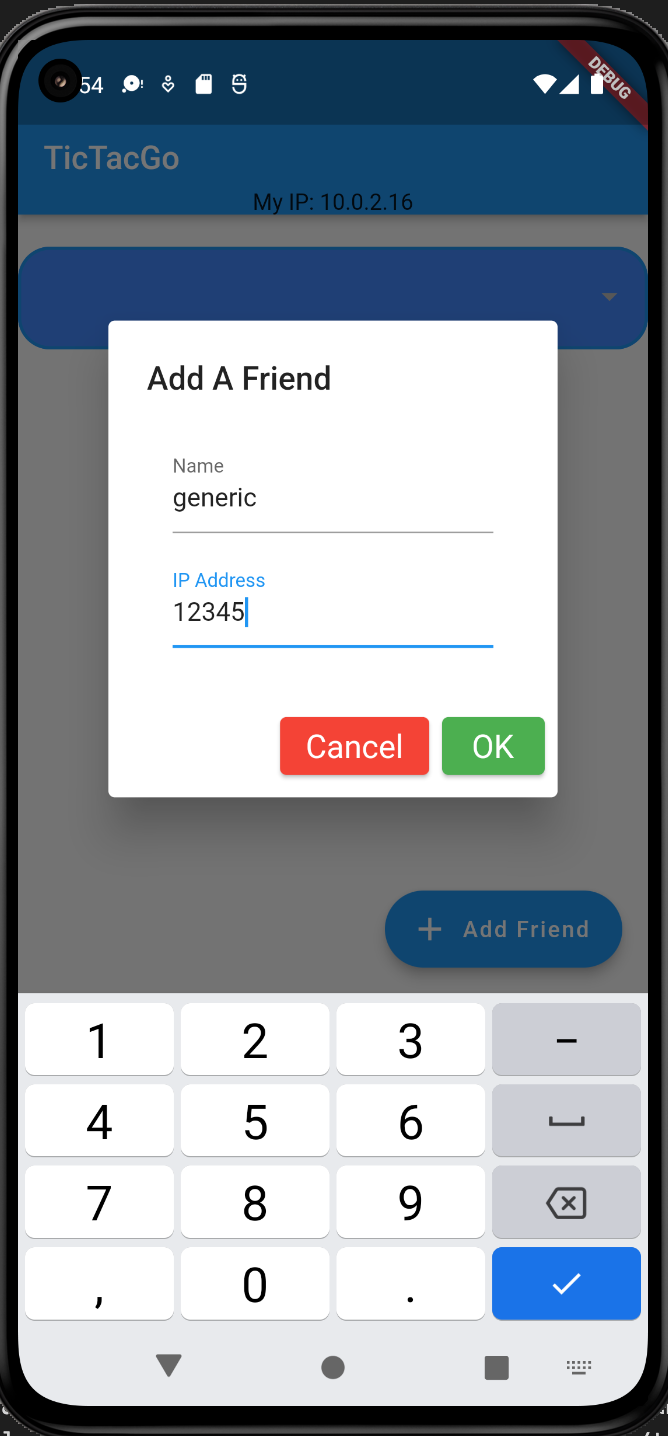 54
DEBUG
TicTacGo
My IP: 10.0.2.16
Add A Friend
Name
generic
IP Address
12345
Cancel OK
+ Add Friend
1 2 3 −
4 5 6
7 8 9
, 0 .